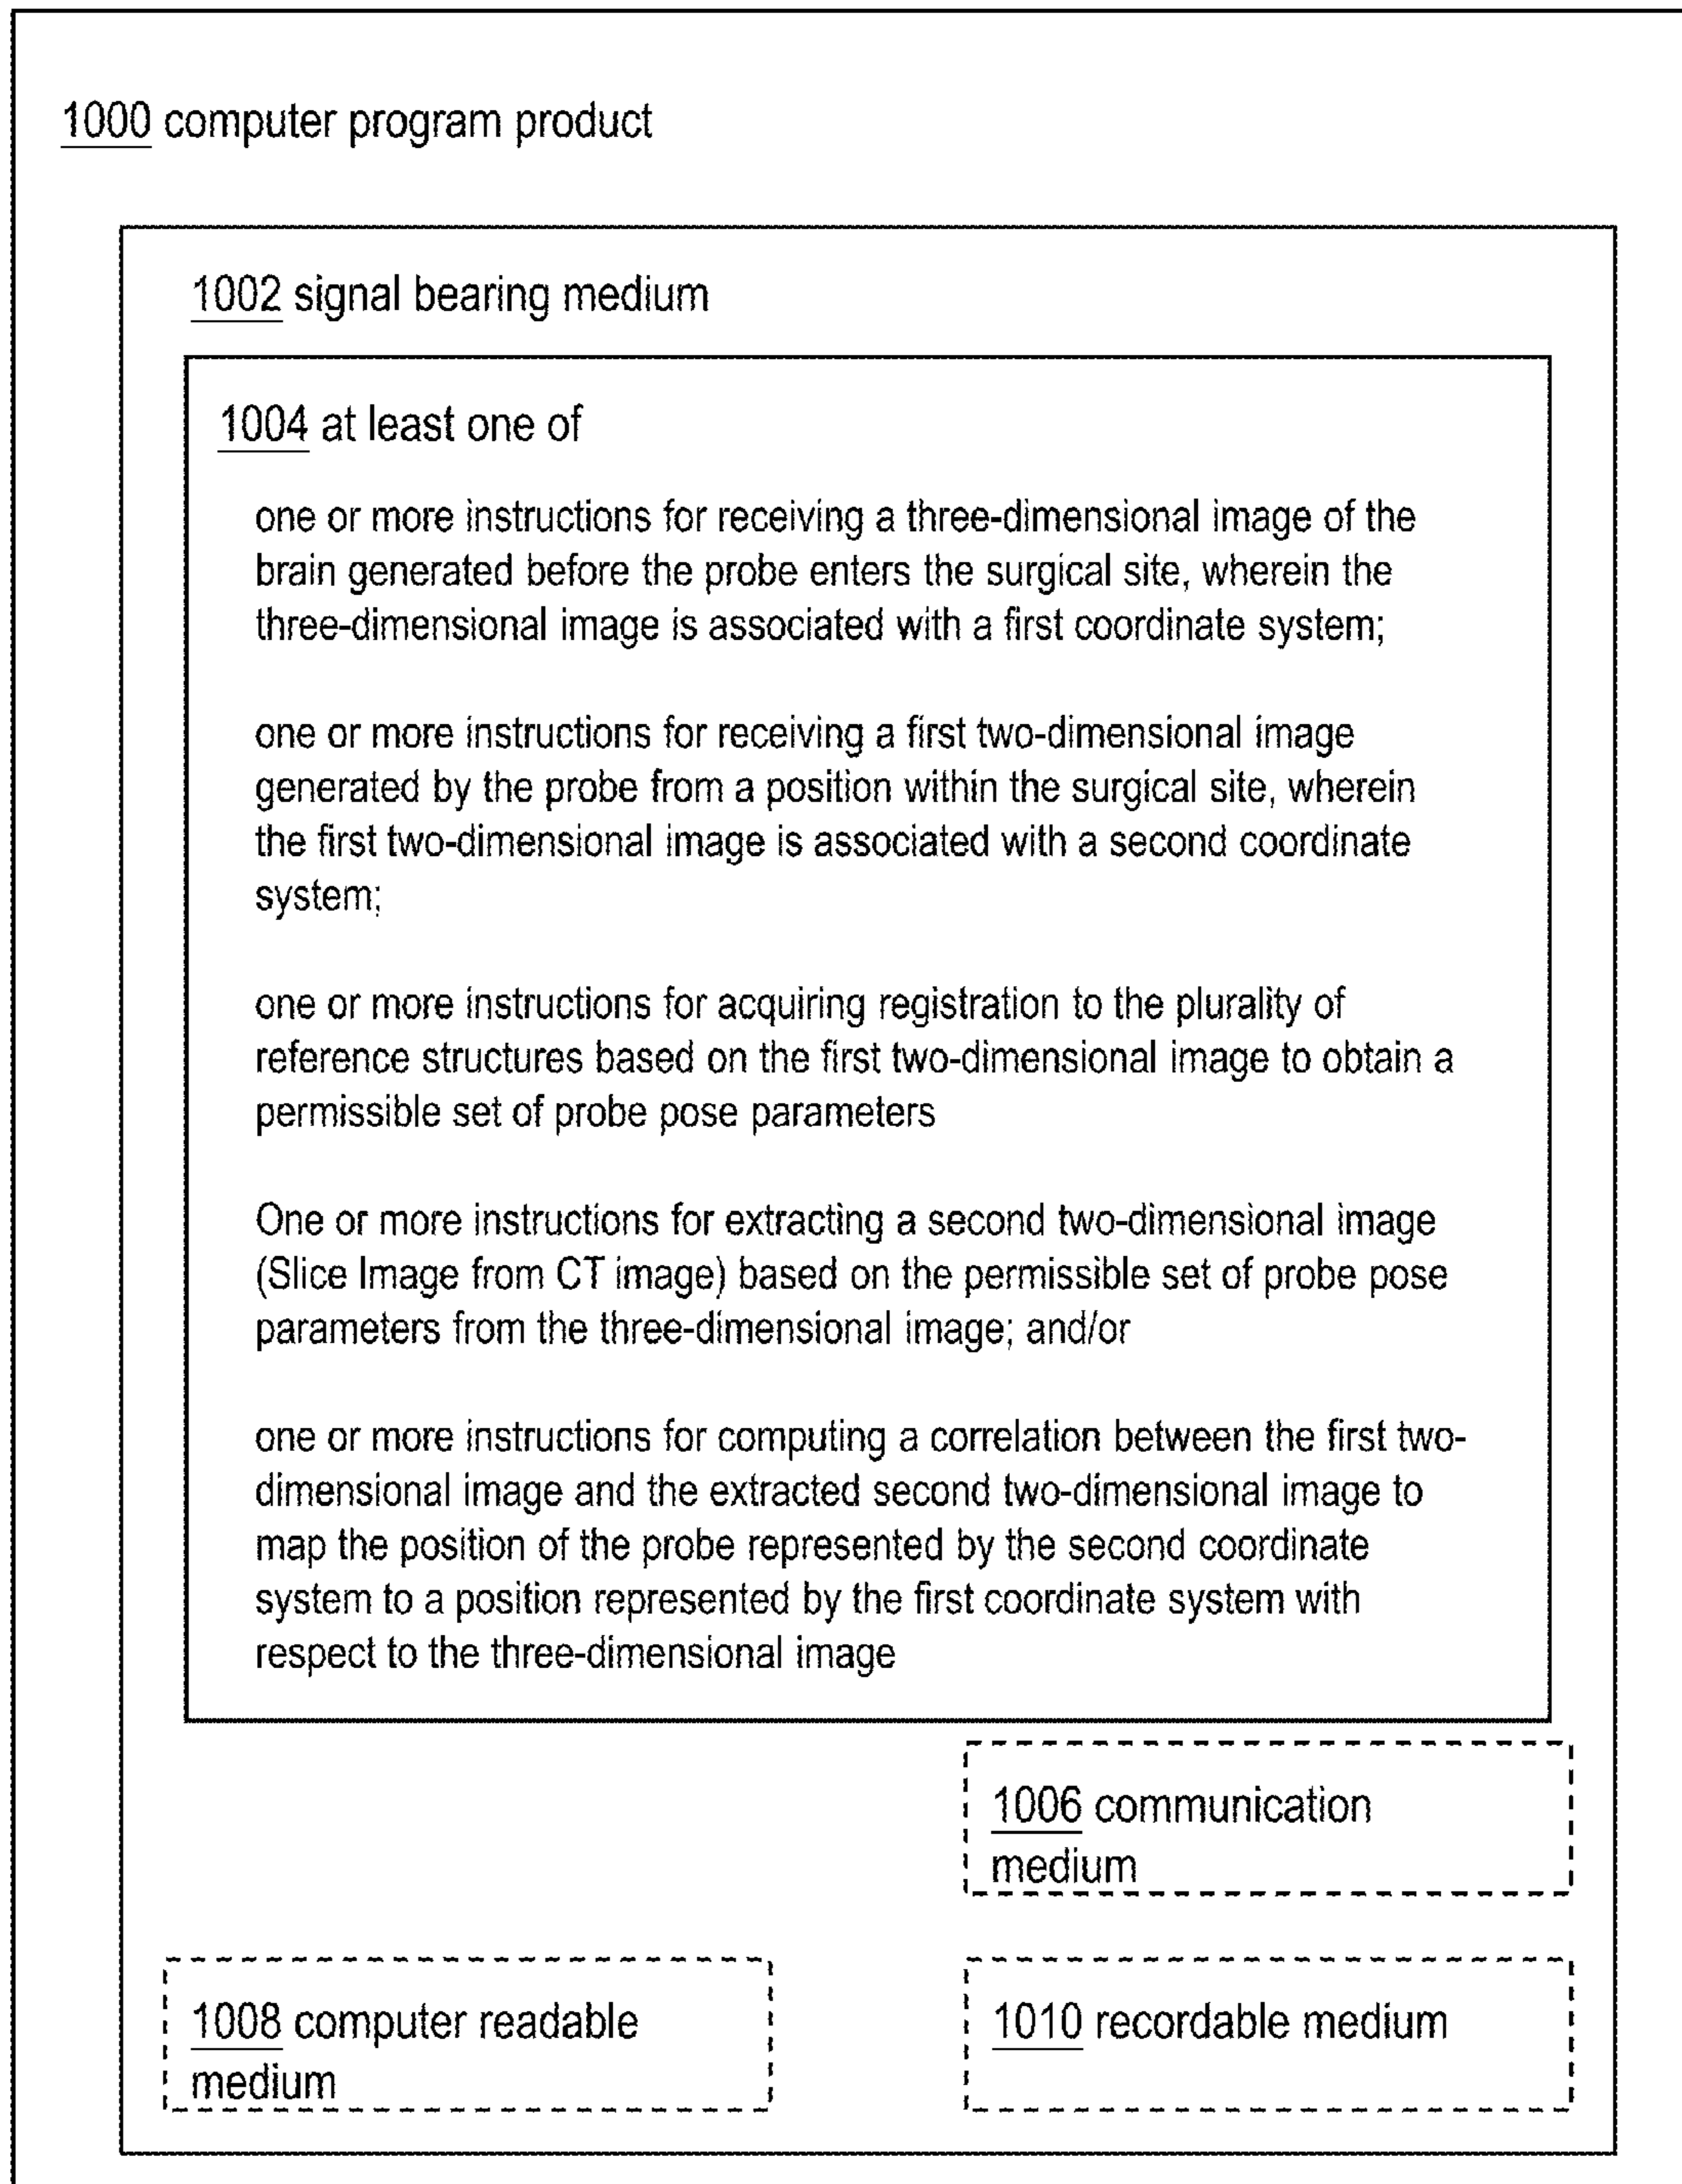 1000 computer program product
1002 signal bearing medium
1004 at least one of
one or more instructions for receiving a three-dimensional image of the
brain generated before the probe enters the surgical site, wherein the
three-dimensional image is associated with a first coordinate system;
one or more instructions for receiving a first two-dimensional image
generated by the probe from a position within the surgical site, wherein
the first two-dimensional image is associated with a second coordinate
system;
one or more instructions for acquiring registration to the plurality of
reference structures based on the first two-dimensional image to obtain a
permissible set of probe pose parameters
One or more instructions for extracting a second two-dimensional image
(Slice Image from CT image) based on the permissible set of probe pose
parameters from the three-dimensional image; and/or
one or more instructions for computing a correlation between the first two-
dimensional image and the extracted second two-dimensional image to
map the position of the probe represented by the second coordinate
system to a position represented by the first coordinate system with
respect to the three-dimensional image
1006 communication
medium
1008 computer readable
medium
1010 recordable medium